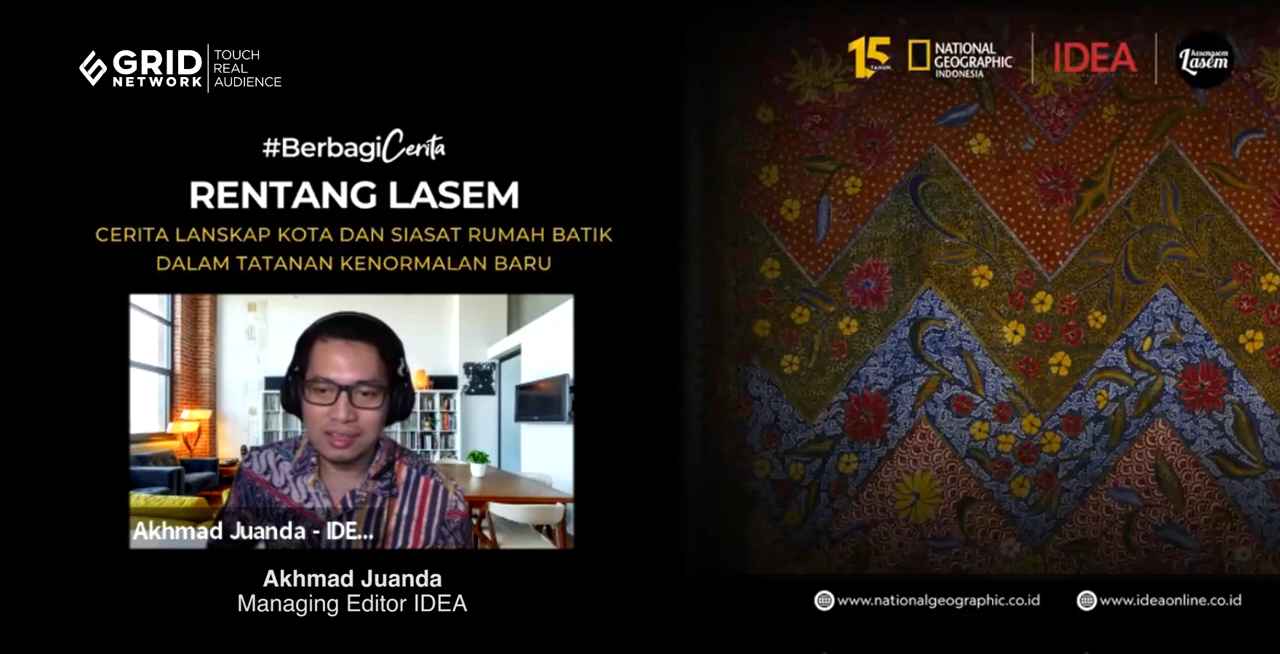 GRID
NETWORK
TOUCH
REAL
AUDIENCE
15
TAHUN
NATIONAL
GEOGRAPHIC
INDONESIA
IDEA
kesengsem
Lasem
#BerbagiCerita
RENTANG LASEM
CERITA LANSKAP KOTA DAN SIASAT RUMAH BATIK
DALAM TATANAN KENORMALAN BARU
Akhmad Juanda - IDE...
Akhmad Juanda
Managing Editor IDEA
www.nationalgeographic.co.id
www.ideaonline.co.id